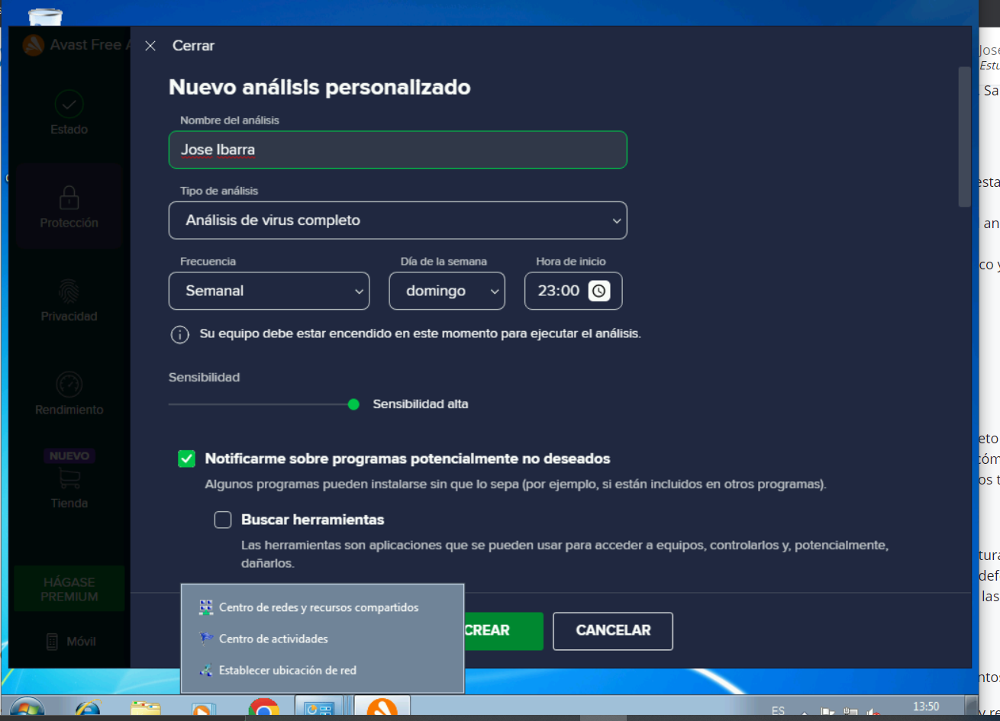 Avast Free A
Cerrar
Jose
Estu
. Sa
Nuevo análisis personalizado
Nombre del análisis
Jose Ibarra
Estado
Tipo de análisis
Análisis de virus completo
esta
an
Protección
Frecuencia
Día de la semana
Hora de inicio
co y
Semanal
domingo
23:00
Privacidad
Su equipo debe estar encendido en este momento para ejecutar el análisis.
Sensibilidad
Sensibilidad alta
Rendimiento
eto
NUEVO
Notificarme sobre programas potencialmente no deseados
cóm
Algunos programas pueden instalarse sin que lo sepa (por ejemplo, si están incluidos en otros programas).
os t
Tienda
Buscar herramientas
Las herramientas son aplicaciones que se pueden usar para acceder a equipos, controlarlos y, potencialmente,
dañarlos.
tura
def
las
HÁGASE
PREMIUM
Centro de redes y recursos compartidos
Centro de actividades
Establecer ubicación de red
CREAR
CANCELAR
Móvil
ntos
ES
13:50
y re